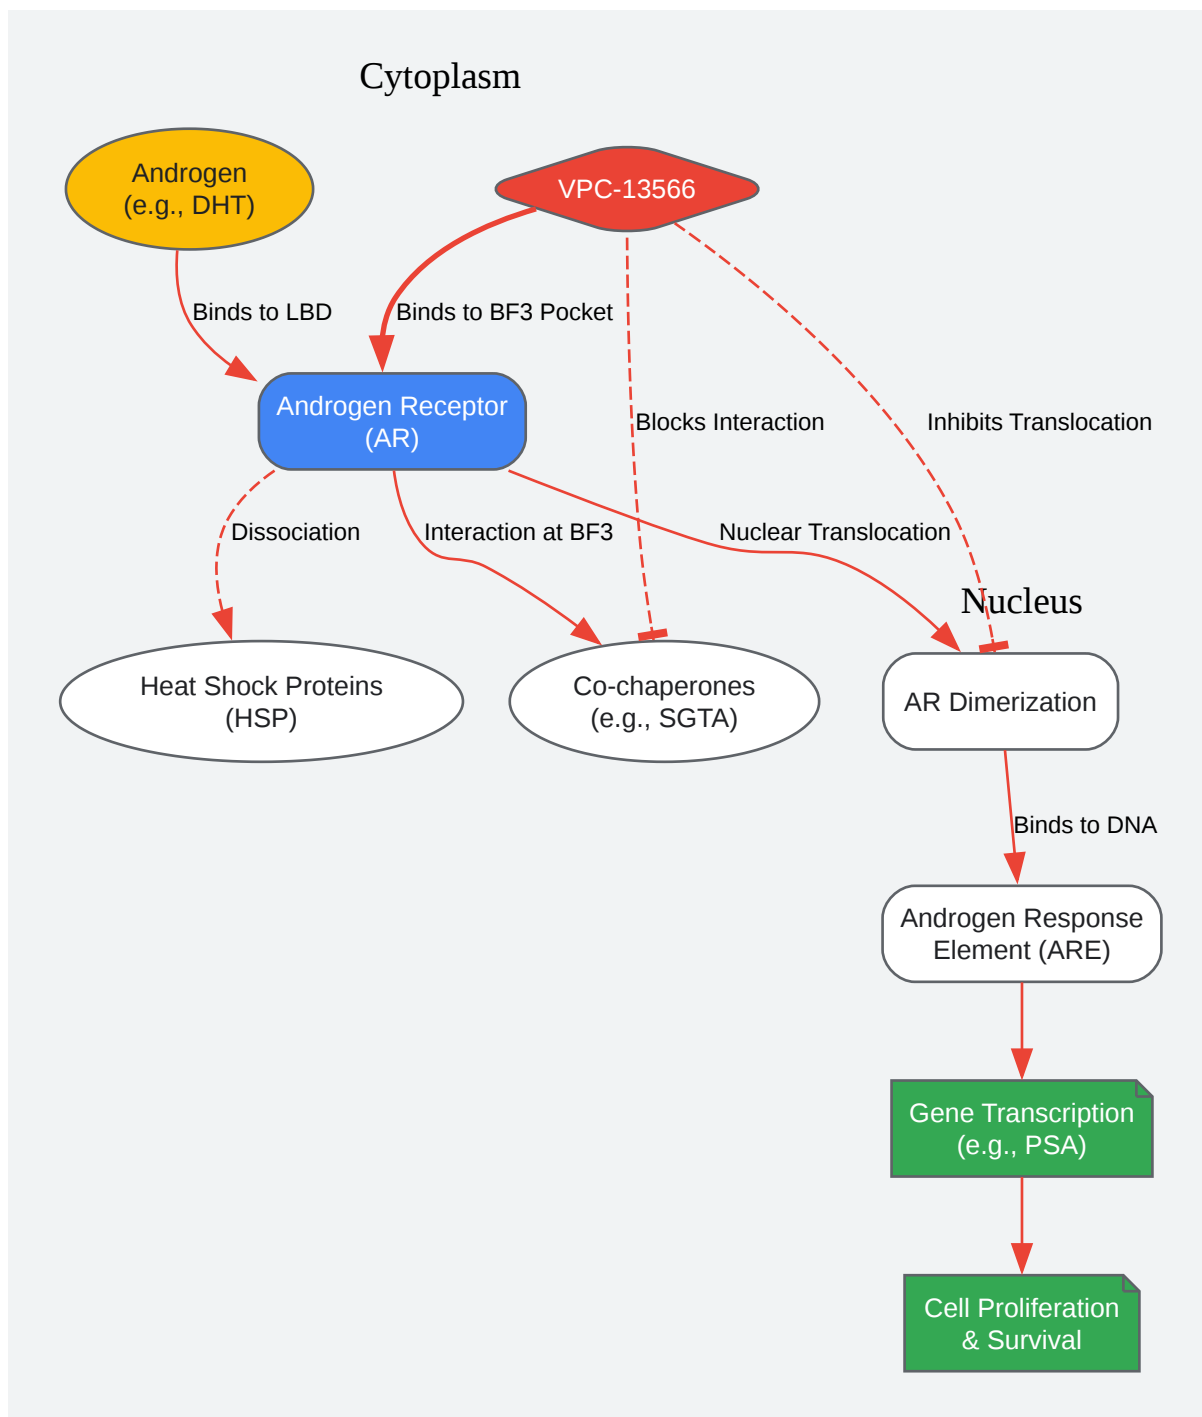 Cytoplasm
Androgen
(e.g., DHT)
VPC-13566
Binds to LBD
Binds to BF3 Pocket
Androgen Receptor
(AR)
Blocks Interaction
Inhibits Translocation
Dissociation
Interaction at BF3
Nuclear Translocation
Nucleus
Heat Shock Proteins
(HSP)
Co-chaperones
(e.g., SGTA)
AR Dimerization
Binds to DNA
Androgen Response
Element (ARE)
Gene Transcription
(e.g., PSA)
Cell Proliferation
& Survival